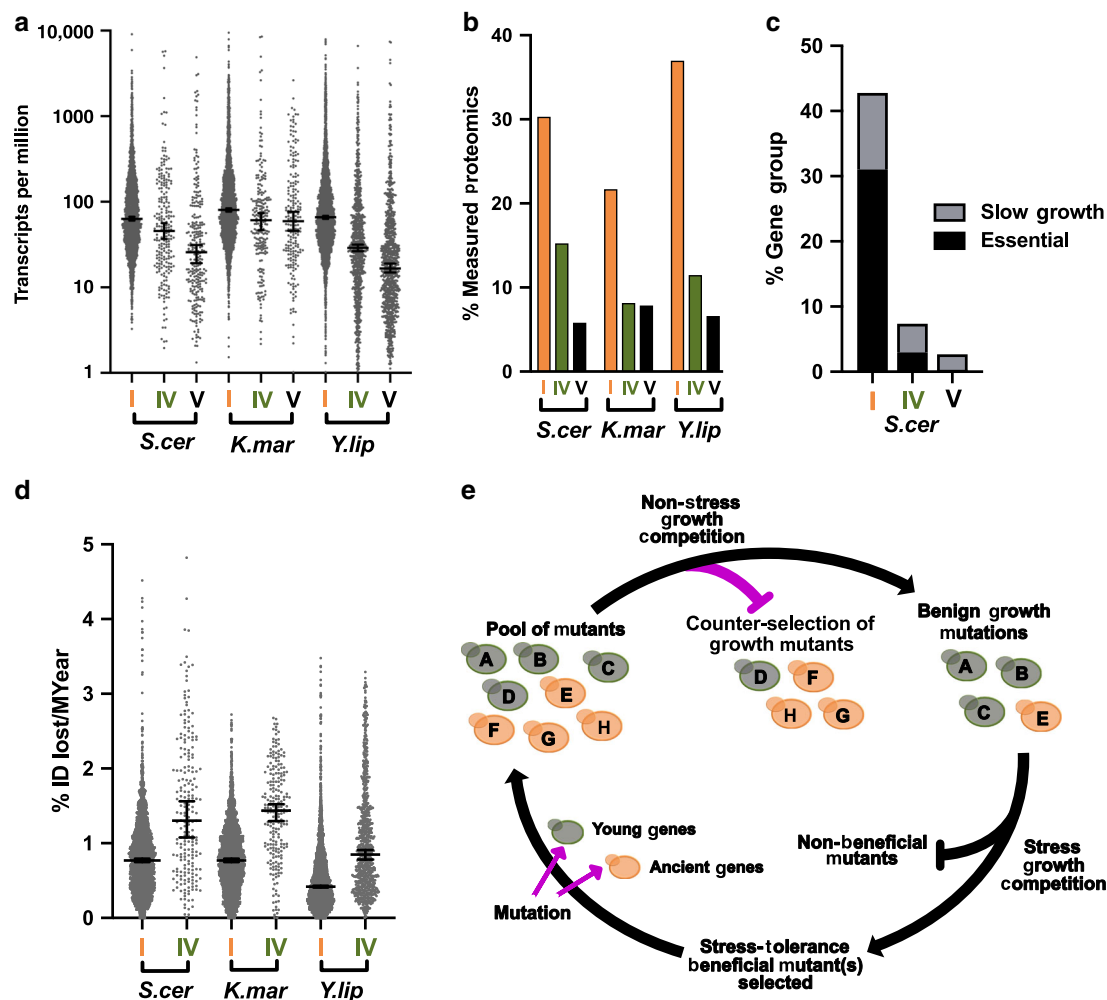 a
Transcripts per million
10,000
1000
100
10
1
I IV V I IV V I IV V
S.cer K.mar Y.lip
b
% Measured proteomics
40
30
20
10
0
I IV V I IV V I IV V
S.cer K.mar Y.lip
c
% Gene group
50
40
30
20
10
0
Slow growth
Essential
I IV V
S.cer
d
% ID lost/MYear
5
4
3
2
1
0
I IV I IV I IV
S.cer K.mar Y.lip
e
Non-stress
growth
competition
Pool of mutants
A B C
D E
F G H
Counter-selection of
growth mutants
D F
H G
Benign growth
mutations
A B
C E
Young genes
Ancient genes
Mutation
Non-beneficial
mutants
Stress
growth
competition
Stress-tolerance
beneficial mutant(s)
selected